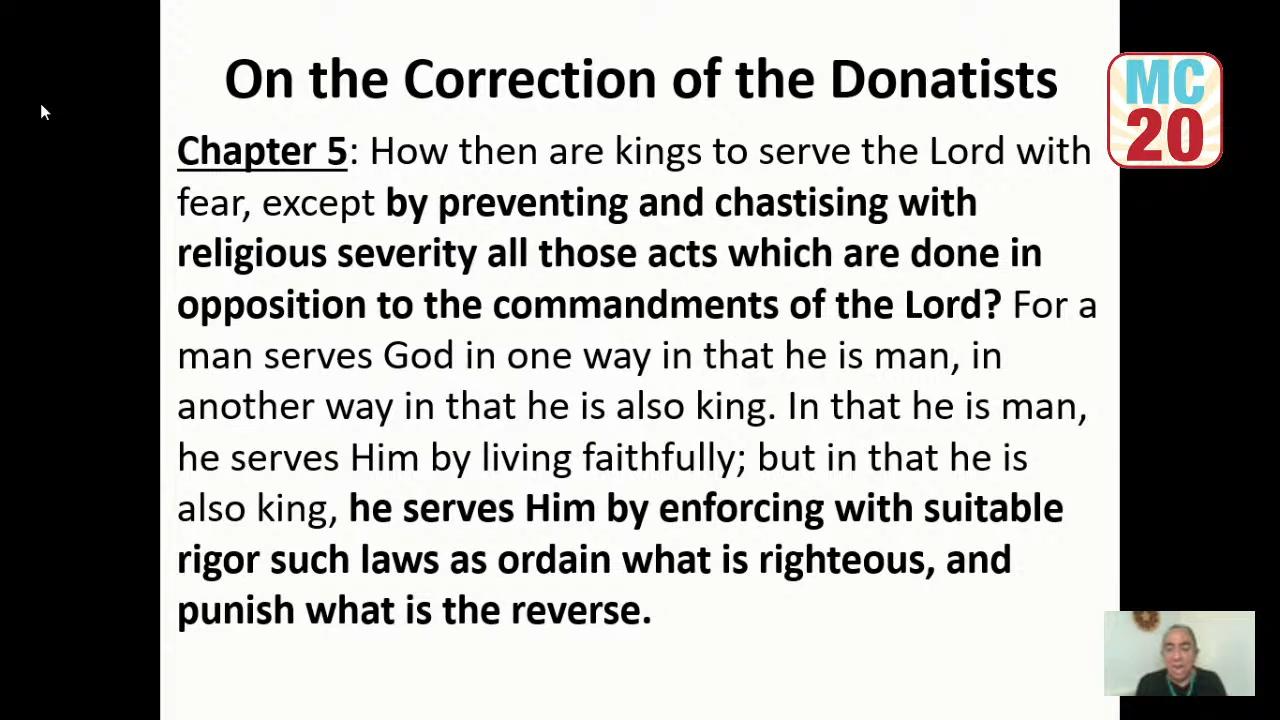 On the Correction of the Donatists
MC
20
Chapter 5: How then are kings to serve the Lord with
fear, except by preventing and chastising with
religious severity all those acts which are done in
opposition to the commandments of the Lord? For a
man serves God in one way in that he is man, in
another way in that he is also king. In that he is man,
he serves Him by living faithfully; but in that he is
also king, he serves Him by enforcing with suitable
rigor such laws as ordain what is righteous, and
punish what is the reverse.